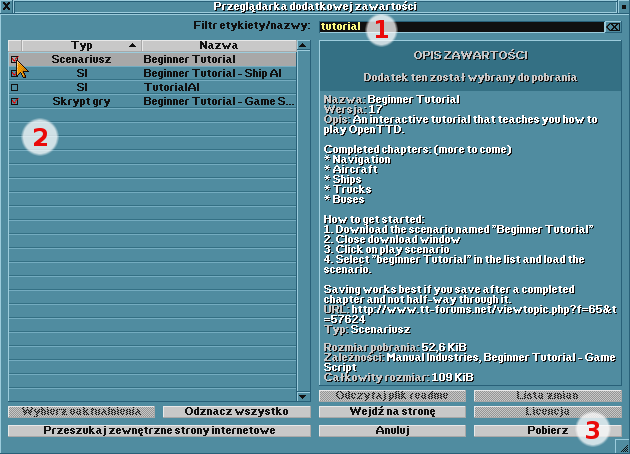 Przeglądarka dodatkowej zawartości
Filtr etykiety/nazwy: tutorial
1
Typ Nazwa
Scenariusz Beginner Tutorial
SI Beginner Tutorial - Ship AI
SI TutorialAI
Skrypt gry Beginner Tutorial - Game S...
2
OPIS ZAWARTOŚCI
Dodatek ten został wybrany do pobrania
Nazwa: Beginner Tutorial
Wersja: 17
Opis: An interactive tutorial that teaches you how to
play OpenTTD.
Completed chapters: (more to come)
* Navigation
* Aircraft
* Ships
* Trucks
* Buses
How to get started:
1. Download the scenario named "Beginner Tutorial"
2. Close download window
3. Click on play scenario
4. Select "beginner Tutorial" in the list and load the
scenario.
Saving works best if you save after a completed
chapter and not half-way through it.
URL: http://www.tt-forums.net/viewtopic.php?f=65&t
=57624
Typ: Scenariusz
Rozmiar pobrania: 52,6 KiB
Zależności: Manual Industries, Beginner Tutorial - Game
Script
Całkowity rozmiar: 109 KiB
Wybierz uaktualnienia Odznacz wszystko
Przeszukaj zewnętrzne strony internetowe
Odczytaj plik readme Lista zmian
Wejdź na stronę Licencja
Anuluj Pobierz
3